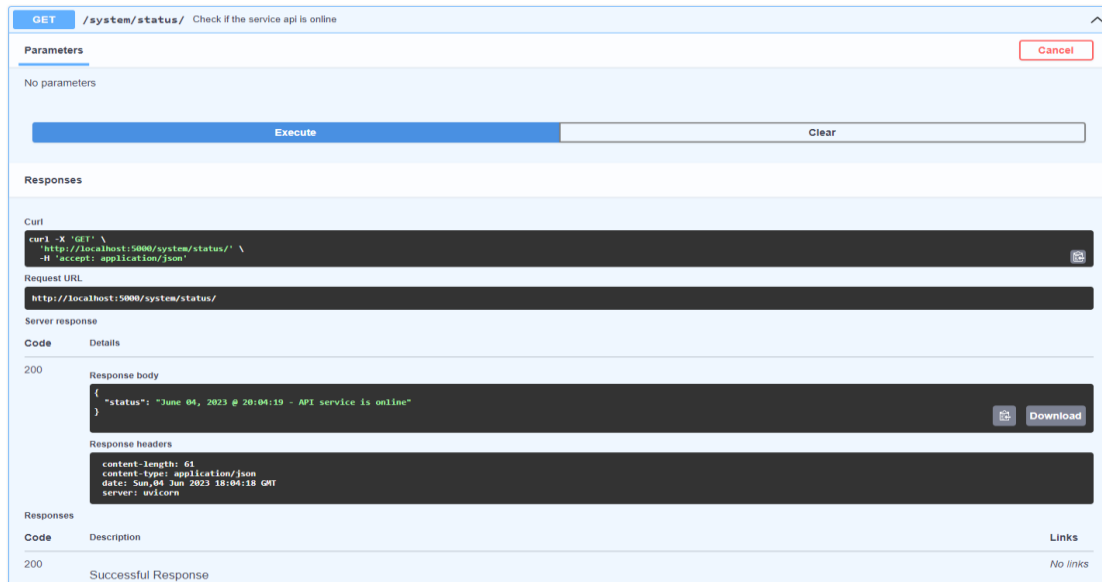 GET /system/status/ Check if the service api is online
Parameters Cancel
No parameters
Execute Clear
Responses
Curl
curl -X 'GET' \
'http://localhost:5000/system/status/' \
-H 'accept: application/json'
Request URL
http://localhost:5000/system/status/
Server response
Code Details
200
Response body
{
"status": "June 04, 2023 @ 20:04:19 - API service is online"
}
Download
Response headers
content-length: 61
content-type: application/json
date: Sun,04 Jun 2023 18:04:18 GMT
server: uvicorn
Responses
Code Description Links
200 No links
Successful Response